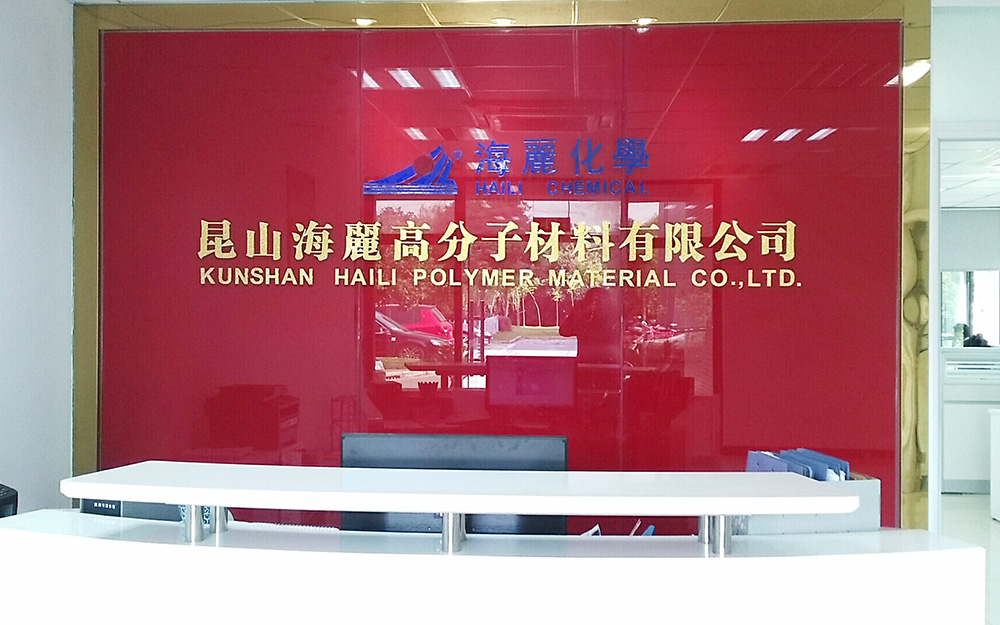 海麗化學
HAILI CHEMICAL
昆山海麗高分子材料有限公司
KUNSHAN HAILI POLYMER MATERIAL CO.,LTD.